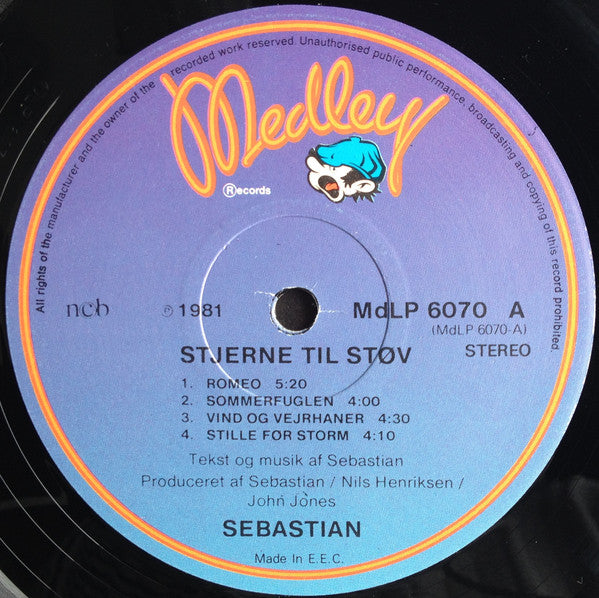 All rights of the manufacturer and the owner of the recorded work reserved. Unauthorised public performance, broadcasting and copying of this record prohibited.
Medley
Records
ncb
℗ 1981
MdLP 6070 A
(MdLP 6070-A)
STEREO
STJERNE TIL STØV
1. ROMEO 5:20
2. SOMMERFUGLEN 4:00
3. VIND OG VEJRHANER 4:30
4. STILLE FØR STORM 4:10
Tekst og musik af Sebastian
Produceret af Sebastian / Nils Henriksen /
John Jones
SEBASTIAN
Made In E.E.C.